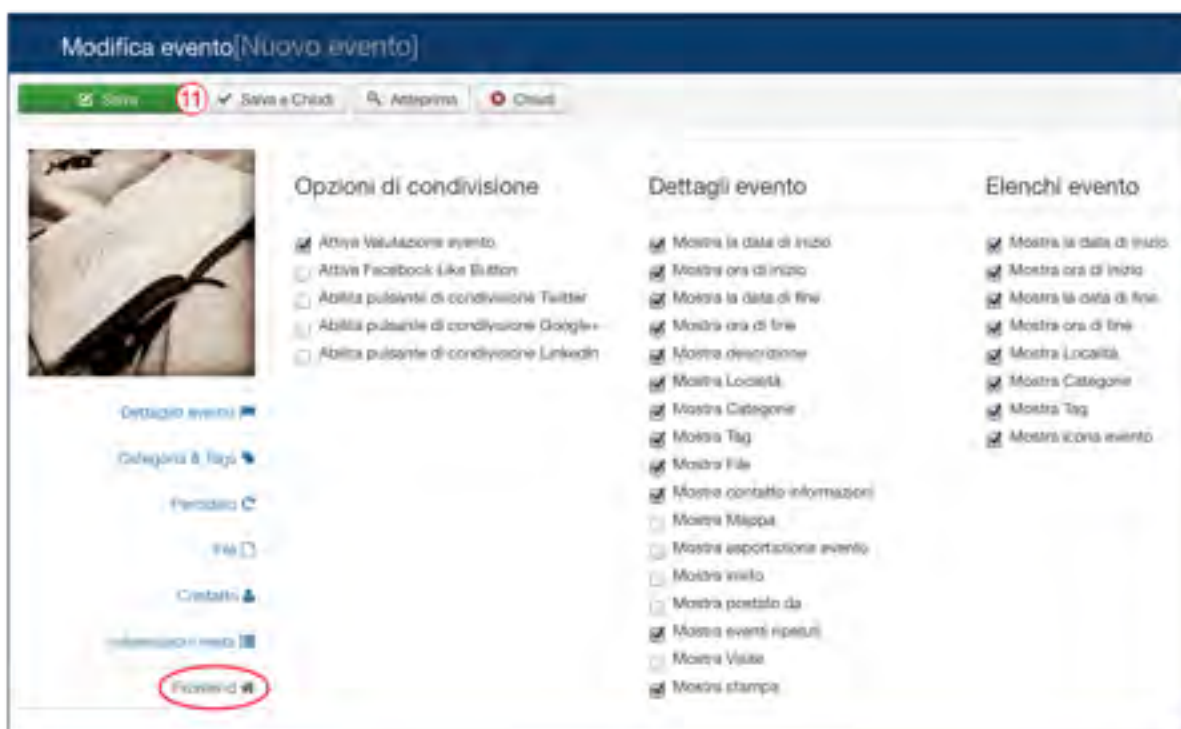 Modifica evento[Nuovo evento]
Salva 11 Salva e Chiudi Anteprima Chiudi
Opzioni di condivisione
Attiva Valutazione evento
Attiva Facebook Like Button
Abilita pulsante di condivisione Twitter
Abilita pulsante di condivisione Google+
Abilita pulsante di condivisione LinkedIn
Dettagli evento
Mostra la data di inizio
Mostra ora di inizio
Mostra la data di fine
Mostra ora di fine
Mostra descrizione
Mostra Località
Mostra Categorie
Mostra Tag
Mostra File
Mostra contatto informazioni
Mostra Mappa
Mostra esportazione evento
Mostra invito
Mostra postato da
Mostra eventi ripetuti
Mostra Visite
Mostra stampa
Elenchi evento
Mostra la data di inizio
Mostra ora di inizio
Mostra la data di fine
Mostra ora di fine
Mostra Località
Mostra Categorie
Mostra Tag
Mostra icona evento
Dettaglio evento
Categoria & Tags
Periodico
File
Contatto
Frontend